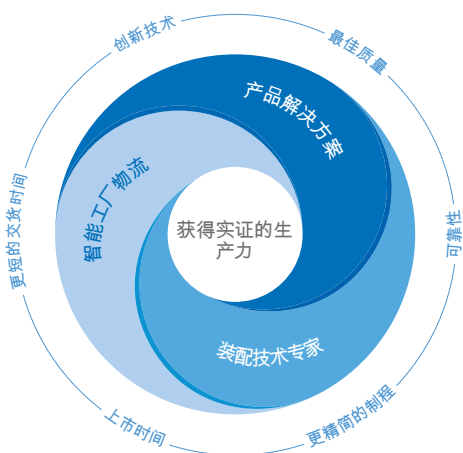 创新技术
最佳质量
产品解决方案
智能工厂物流
更短的交货时间
获得实证的生
产力
可靠性
装配技术专家
上市时间
更精简的制程